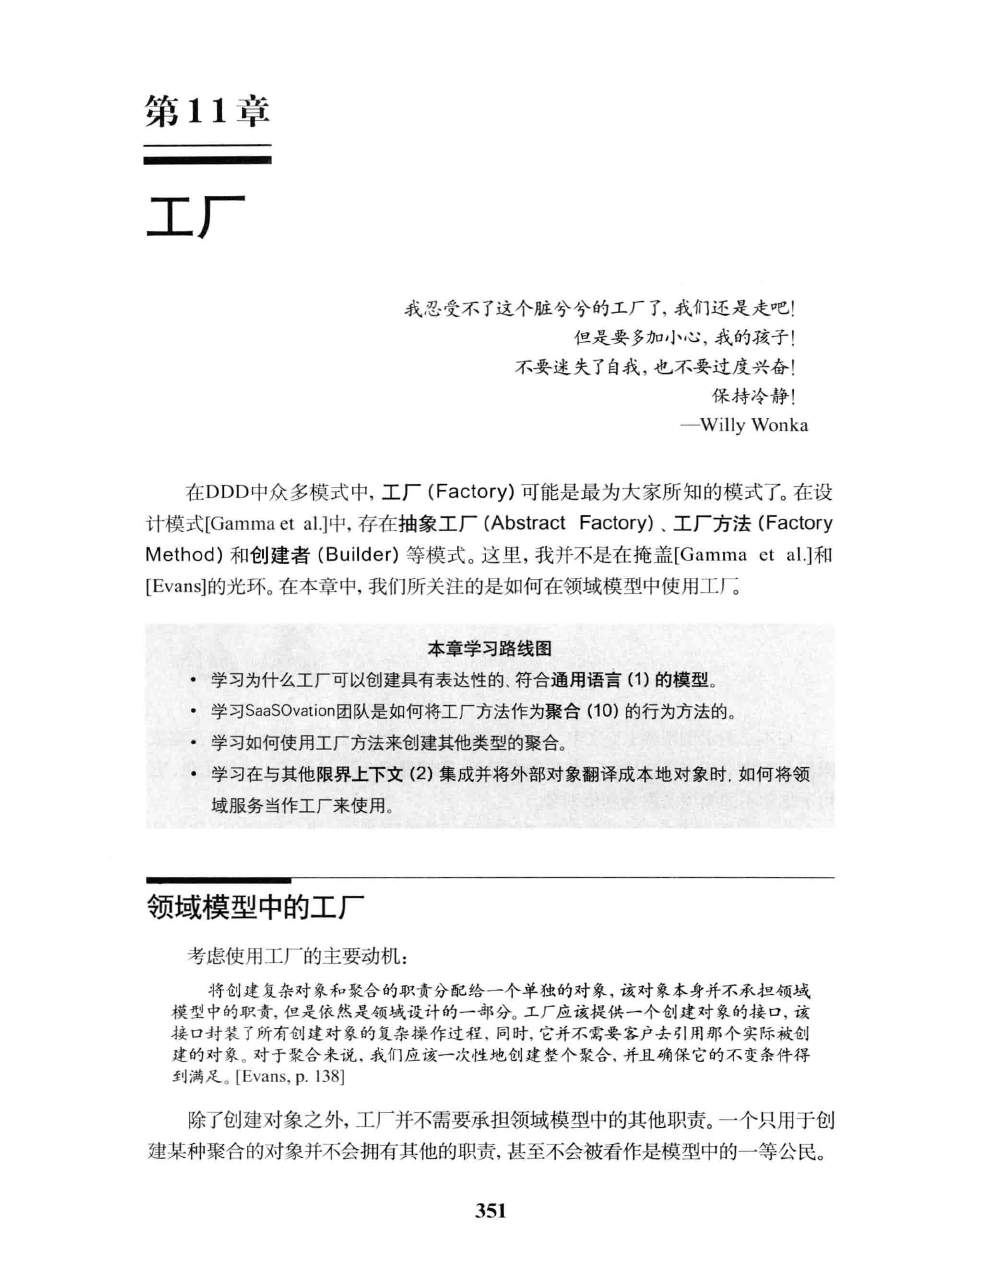 第11章
工厂
我忍受不了这个脏兮兮的工厂了, 我们还是走吧!
但是要多加小心, 我的孩子!
不要迷失了自我, 也不要过度兴奋!
保持冷静!
—Willy Wonka
在DDD中众多模式中, 工厂 (Factory) 可能是最为大家所知的模式了。在设
计模式[Gamma et al.]中, 存在抽象工厂 (Abstract Factory) 、工厂方法 (Factory
Method) 和创建者 (Builder) 等模式。这里, 我并不是在掩盖[Gamma et al.]和
[Evans]的光环。在本章中, 我们所关注的是如何在领域模型中使用工厂。
本章学习路线图
• 学习为什么工厂可以创建具有表达性的、符合通用语言 (1) 的模型。
• 学习SaaSOvation团队是如何将工厂方法作为聚合 (10) 的行为方法的。
• 学习如何使用工厂方法来创建其他类型的聚合。
• 学习在与其他限界上下文 (2) 集成并将外部对象翻译成本地对象时, 如何将领
域服务当作工厂来使用。
领域模型中的工厂
考虑使用工厂的主要动机:
将创建复杂对象和聚合的职责分配给一个单独的对象, 该对象本身并不承担领域
模型中的职责, 但是依然是领域设计的一部分。工厂应该提供一个创建对象的接口, 该
接口封装了所有创建对象的复杂操作过程, 同时, 它并不需要客户去引用那个实际被创
建的对象。对于聚合来说, 我们应该一次性地创建整个聚合, 并且确保它的不变条件得
到满足。[Evans, p. 138]
除了创建对象之外, 工厂并不需要承担领域模型中的其他职责。一个只用于创
建某种聚合的对象并不会拥有其他的职责, 甚至不会被看作是模型中的一等公民。
351